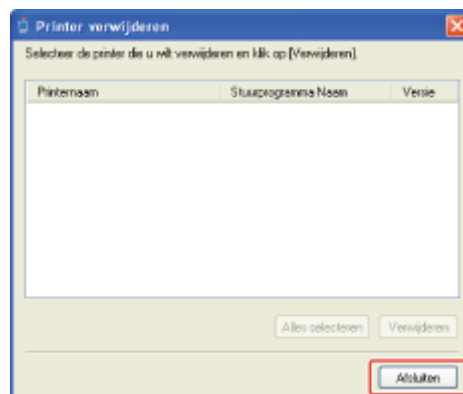 Printer verwijderen
Selecteer de printer die u wilt verwijderen en klik op [Verwijderen].
Printernaam Stuurprogramma Naam Versie
Alles selecteren Verwijderen
Afsluiten